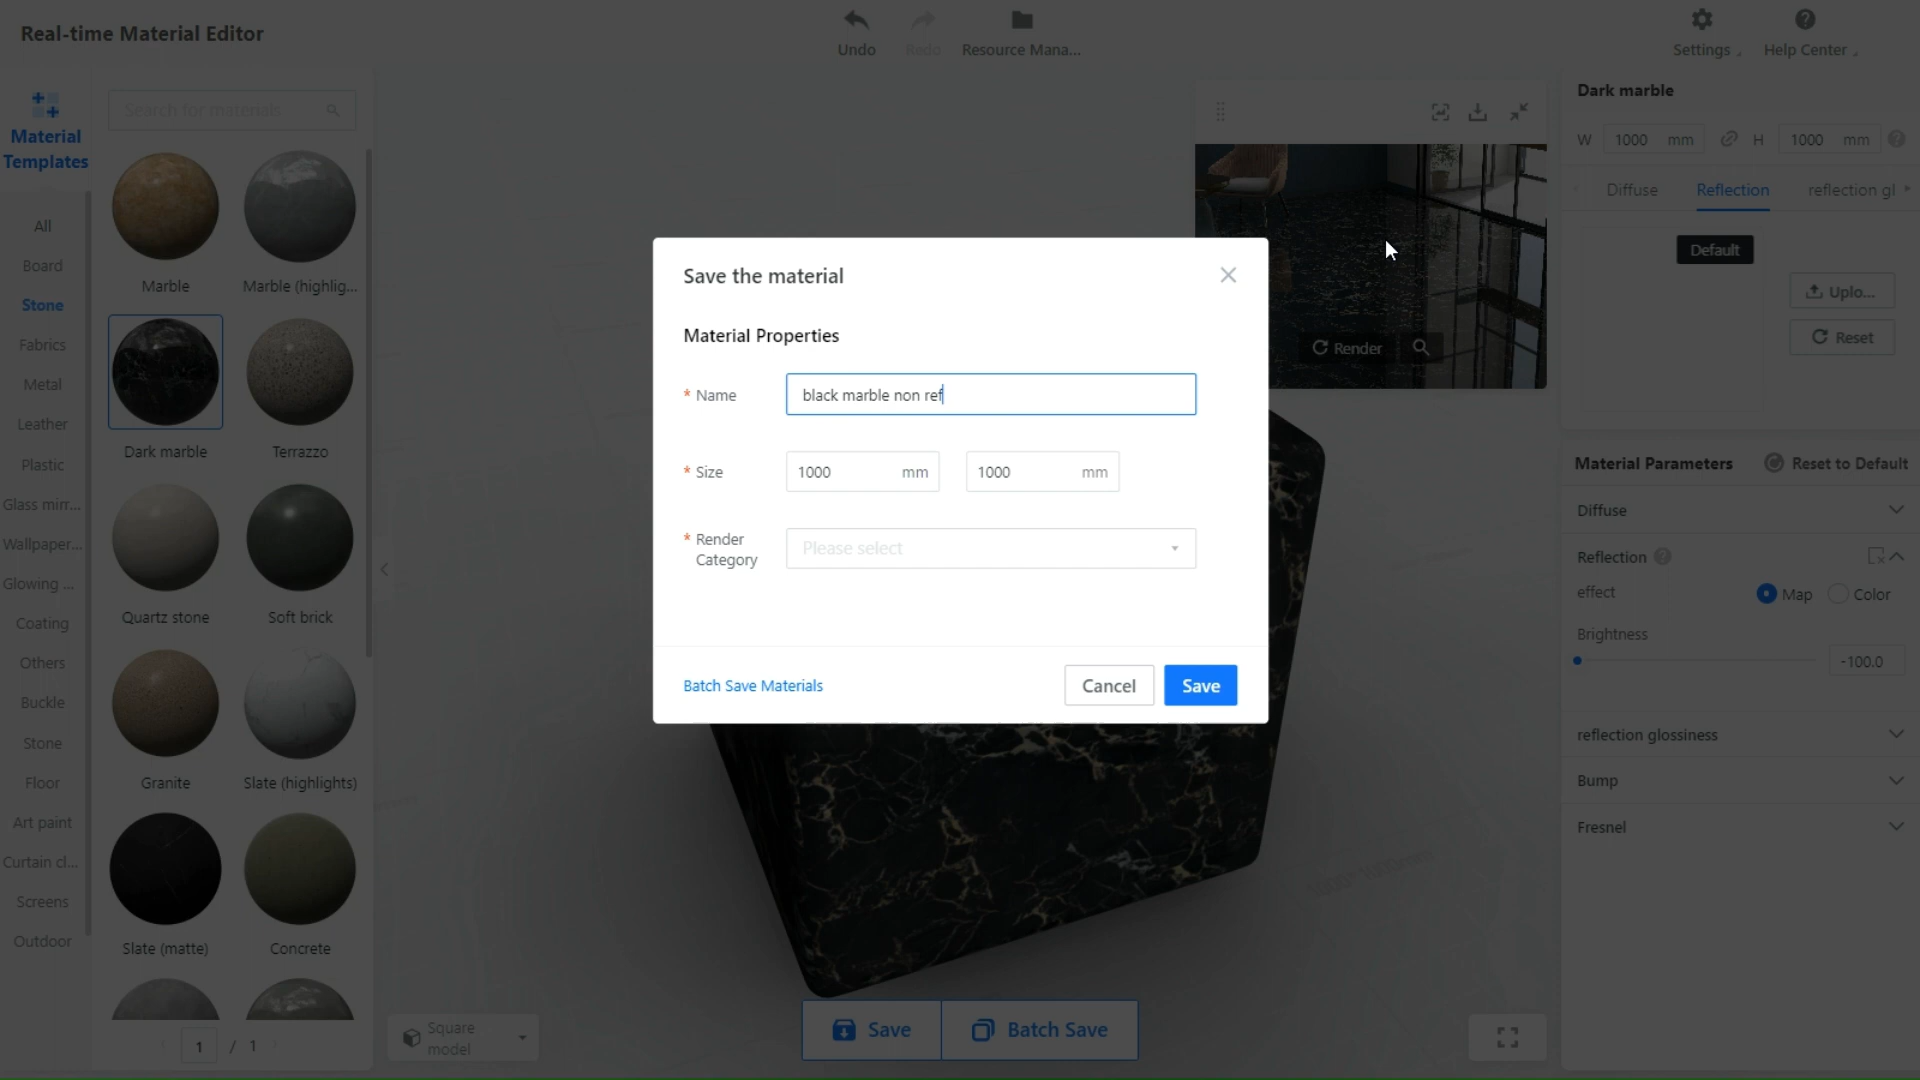 Real-time Material Editor
Undo
Redo
Resource Mana...
Settings
Help Center
Material
Templates
Search for materials
All
Board
Stone
Fabrics
Metal
Leather
Plastic
Glass mirr...
Wallpaper...
Glowing ...
Coating
Others
Buckle
Stone
Floor
Art paint
Curtain cl...
Screens
Outdoor
Marble
Marble (highlig...
Dark marble
Terrazzo
Quartz stone
Soft brick
Granite
Slate (highlights)
Slate (matte)
Concrete
1 / 1
Square
model
Save the material
Material Properties
* Name
black marble non ref
* Size
1000 mm
1000 mm
* Render
Category
Please select
Batch Save Materials
Cancel
Save
Render
Save
Batch Save
Dark marble
W 1000 mm
H 1000 mm
Diffuse
Reflection
reflection gl
Default
Uplo...
Reset
Material Parameters
Reset to Default
Diffuse
Reflection
effect
Map
Color
Brightness
-100.0
reflection glossiness
Bump
Fresnel